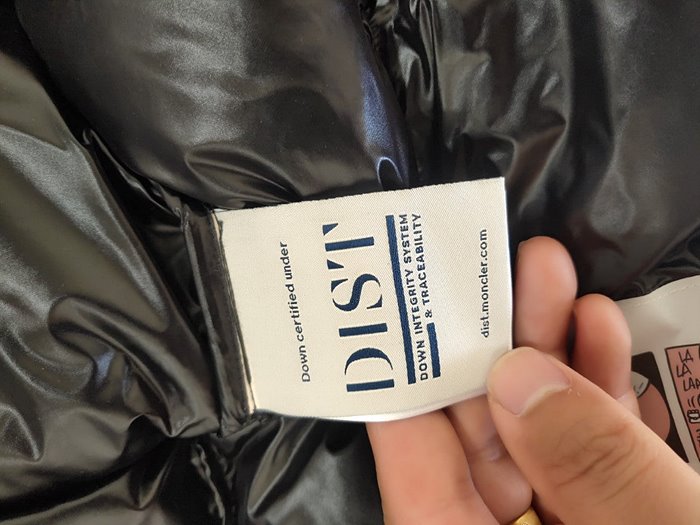 Down certified under
DIST
DOWN INTEGRITY SYSTEM
& TRACEABILITY
dist.moncler.com
LA
LA